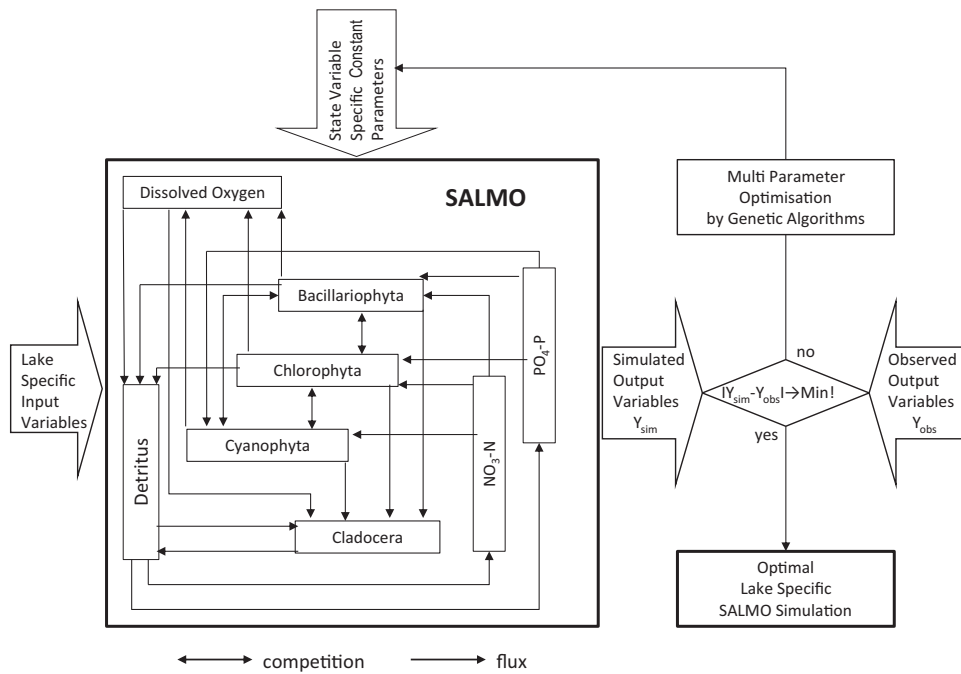 State Variable
Specific Constant
Parameters
Dissolved Oxygen
SALMO
Multi Parameter
Optimisation
by Genetic Algorithms
Bacillariophyta
PO₄-P
Lake
Specific
Input
Variables
Chlorophyta
Simulated
Output
Variables
Yₛᵢₘ
no
|Yₛᵢₘ-Yₒbₛ|→Min!
yes
Observed
Output
Variables
Yₒbₛ
Cyanophyta
NO₃-N
Detritus
Cladocera
Optimal
Lake Specific
SALMO Simulation
competition
flux